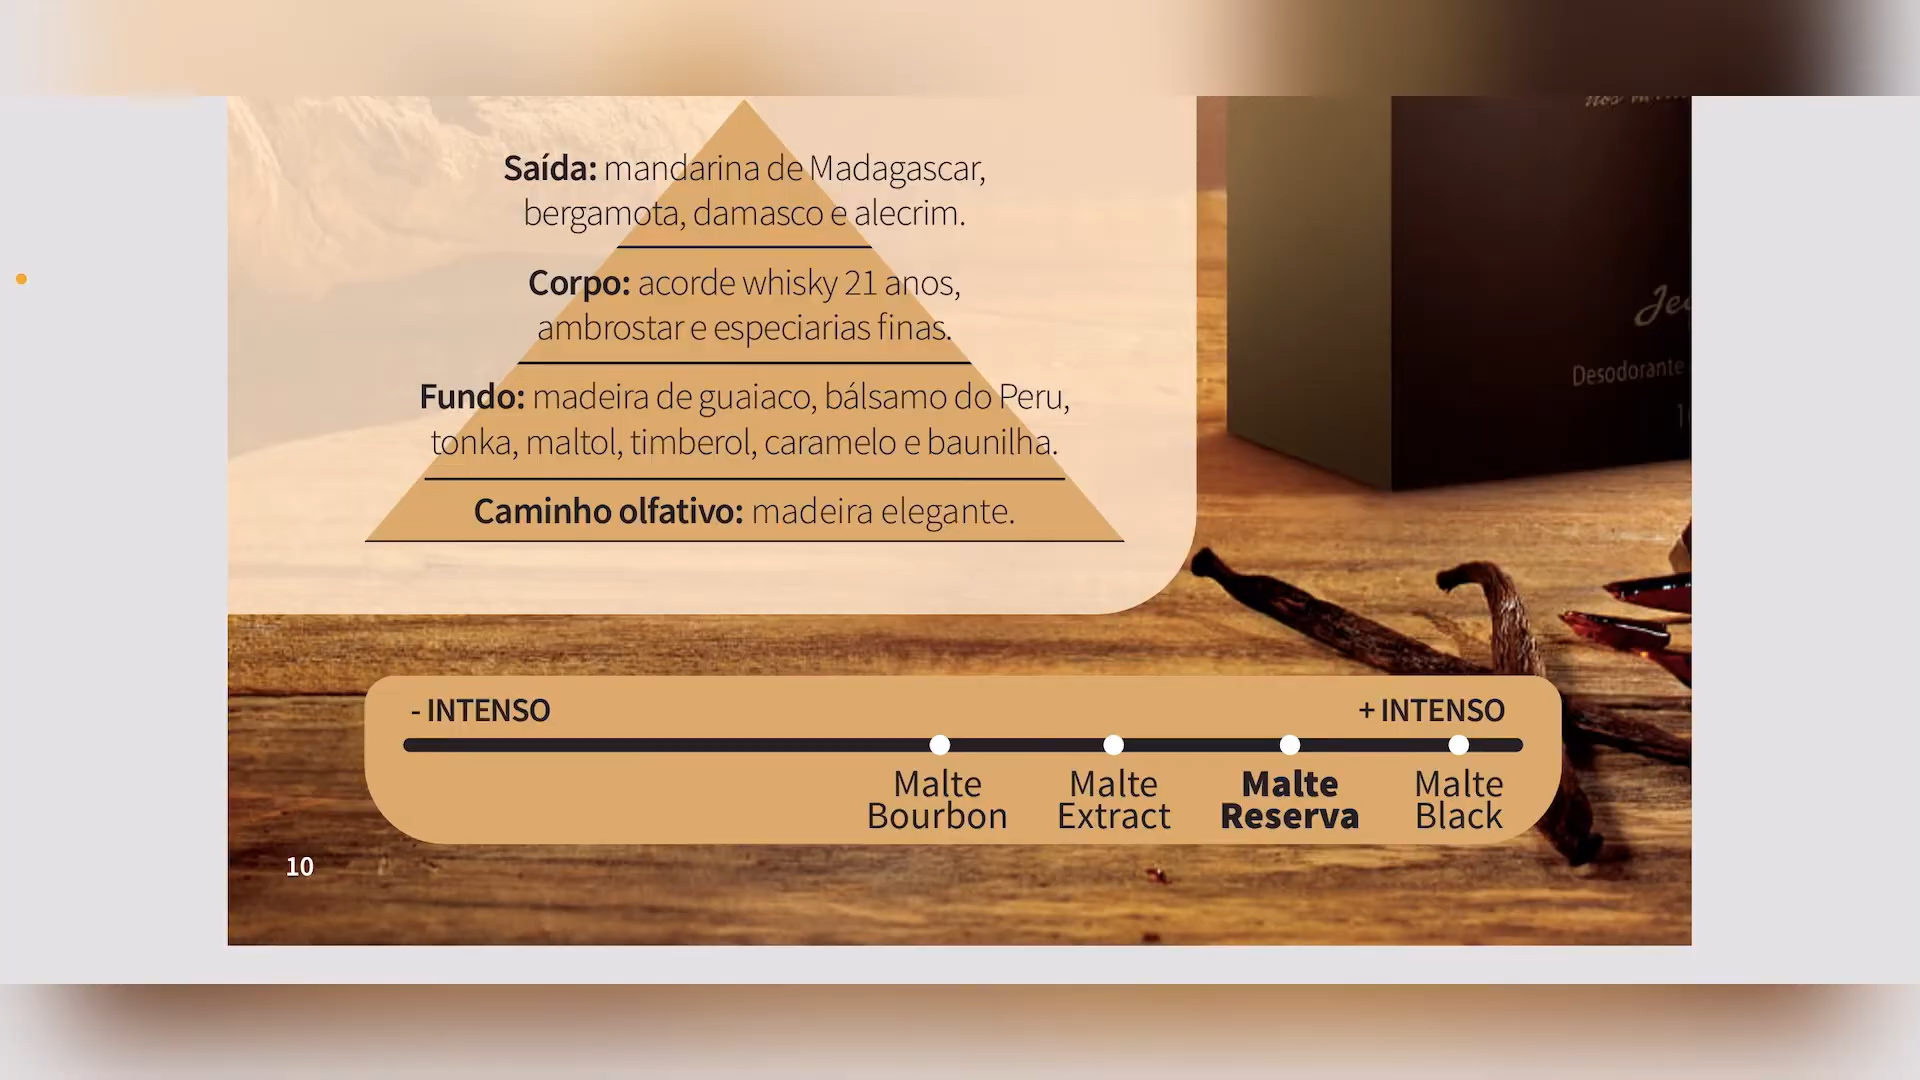 Saída: mandarina de Madagascar,
bergamota, damasco e alecrim.
Corpo: acorde whisky 21 anos,
ambrostar e especiarias finas.
Fundo: madeira de guaiaco, bálsamo do Peru,
tonka, maltol, timberol, caramelo e baunilha.
Caminho olfativo: madeira elegante.
Desodorante
- INTENSO
+ INTENSO
Malte Bourbon
Malte Extract
Malte Reserva
Malte Black
10